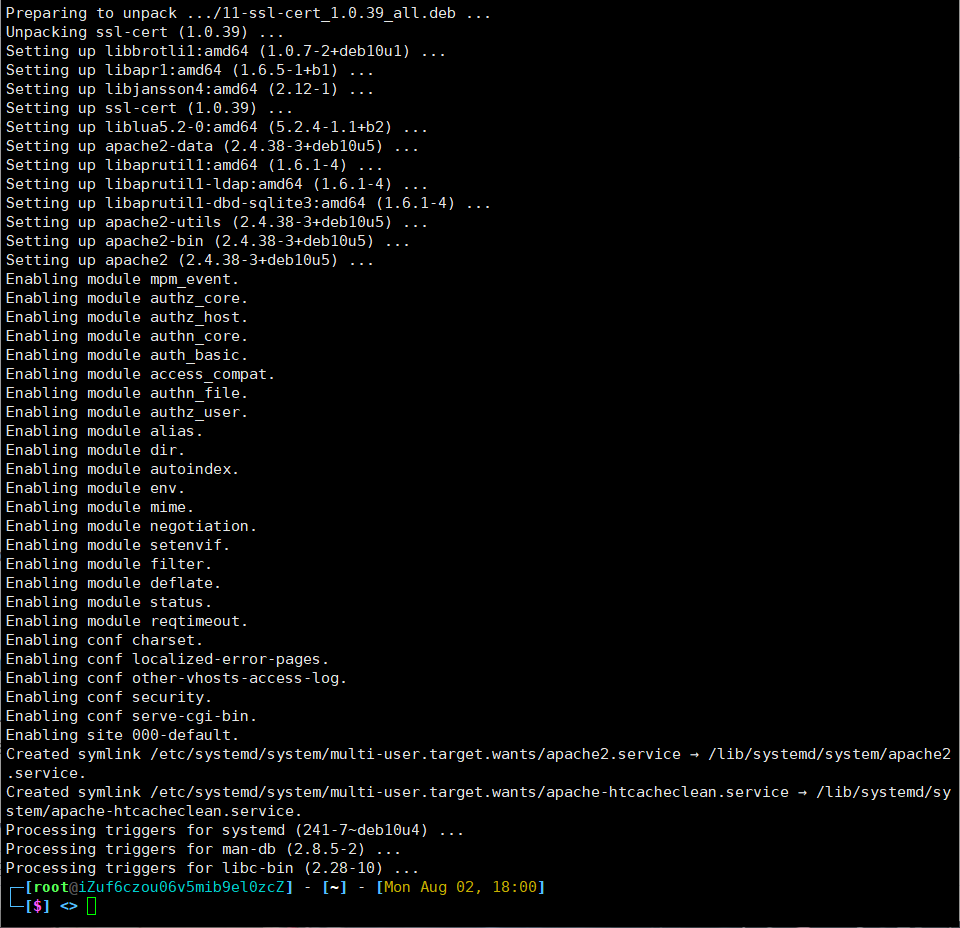 Preparing to unpack .../11-ssl-cert_1.0.39_all.deb ...
Unpacking ssl-cert (1.0.39) ...
Setting up libbrotli1:amd64 (1.0.7-2+deb10u1) ...
Setting up libapr1:amd64 (1.6.5-1+b1) ...
Setting up libjansson4:amd64 (2.12-1) ...
Setting up ssl-cert (1.0.39) ...
Setting up liblua5.2-0:amd64 (5.2.4-1.1+b2) ...
Setting up apache2-data (2.4.38-3+deb10u5) ...
Setting up libaprutil1:amd64 (1.6.1-4) ...
Setting up libaprutil1-ldap:amd64 (1.6.1-4) ...
Setting up libaprutil1-dbd-sqlite3:amd64 (1.6.1-4) ...
Setting up apache2-utils (2.4.38-3+deb10u5) ...
Setting up apache2-bin (2.4.38-3+deb10u5) ...
Setting up apache2 (2.4.38-3+deb10u5) ...
Enabling module mpm_event.
Enabling module authz_core.
Enabling module authz_host.
Enabling module authn_core.
Enabling module auth_basic.
Enabling module access_compat.
Enabling module authn_file.
Enabling module authz_user.
Enabling module alias.
Enabling module dir.
Enabling module autoindex.
Enabling module env.
Enabling module mime.
Enabling module negotiation.
Enabling module setenvif.
Enabling module filter.
Enabling module deflate.
Enabling module status.
Enabling module reqtimeout.
Enabling conf charset.
Enabling conf localized-error-pages.
Enabling conf other-vhosts-access-log.
Enabling conf security.
Enabling conf serve-cgi-bin.
Enabling site 000-default.
Created symlink /etc/systemd/system/multi-user.target.wants/apache2.service → /lib/systemd/system/apache2
.service.
Created symlink /etc/systemd/system/multi-user.target.wants/apache-htcacheclean.service → /lib/systemd/sy
stem/apache-htcacheclean.service.
Processing triggers for systemd (241-7~deb10u4) ...
Processing triggers for man-db (2.8.5-2) ...
Processing triggers for libc-bin (2.28-10) ...
┌─[root@iZuf6czou06v5mib9el0zcZ] - [~] - [Mon Aug 02, 18:00]
└─[$] <>